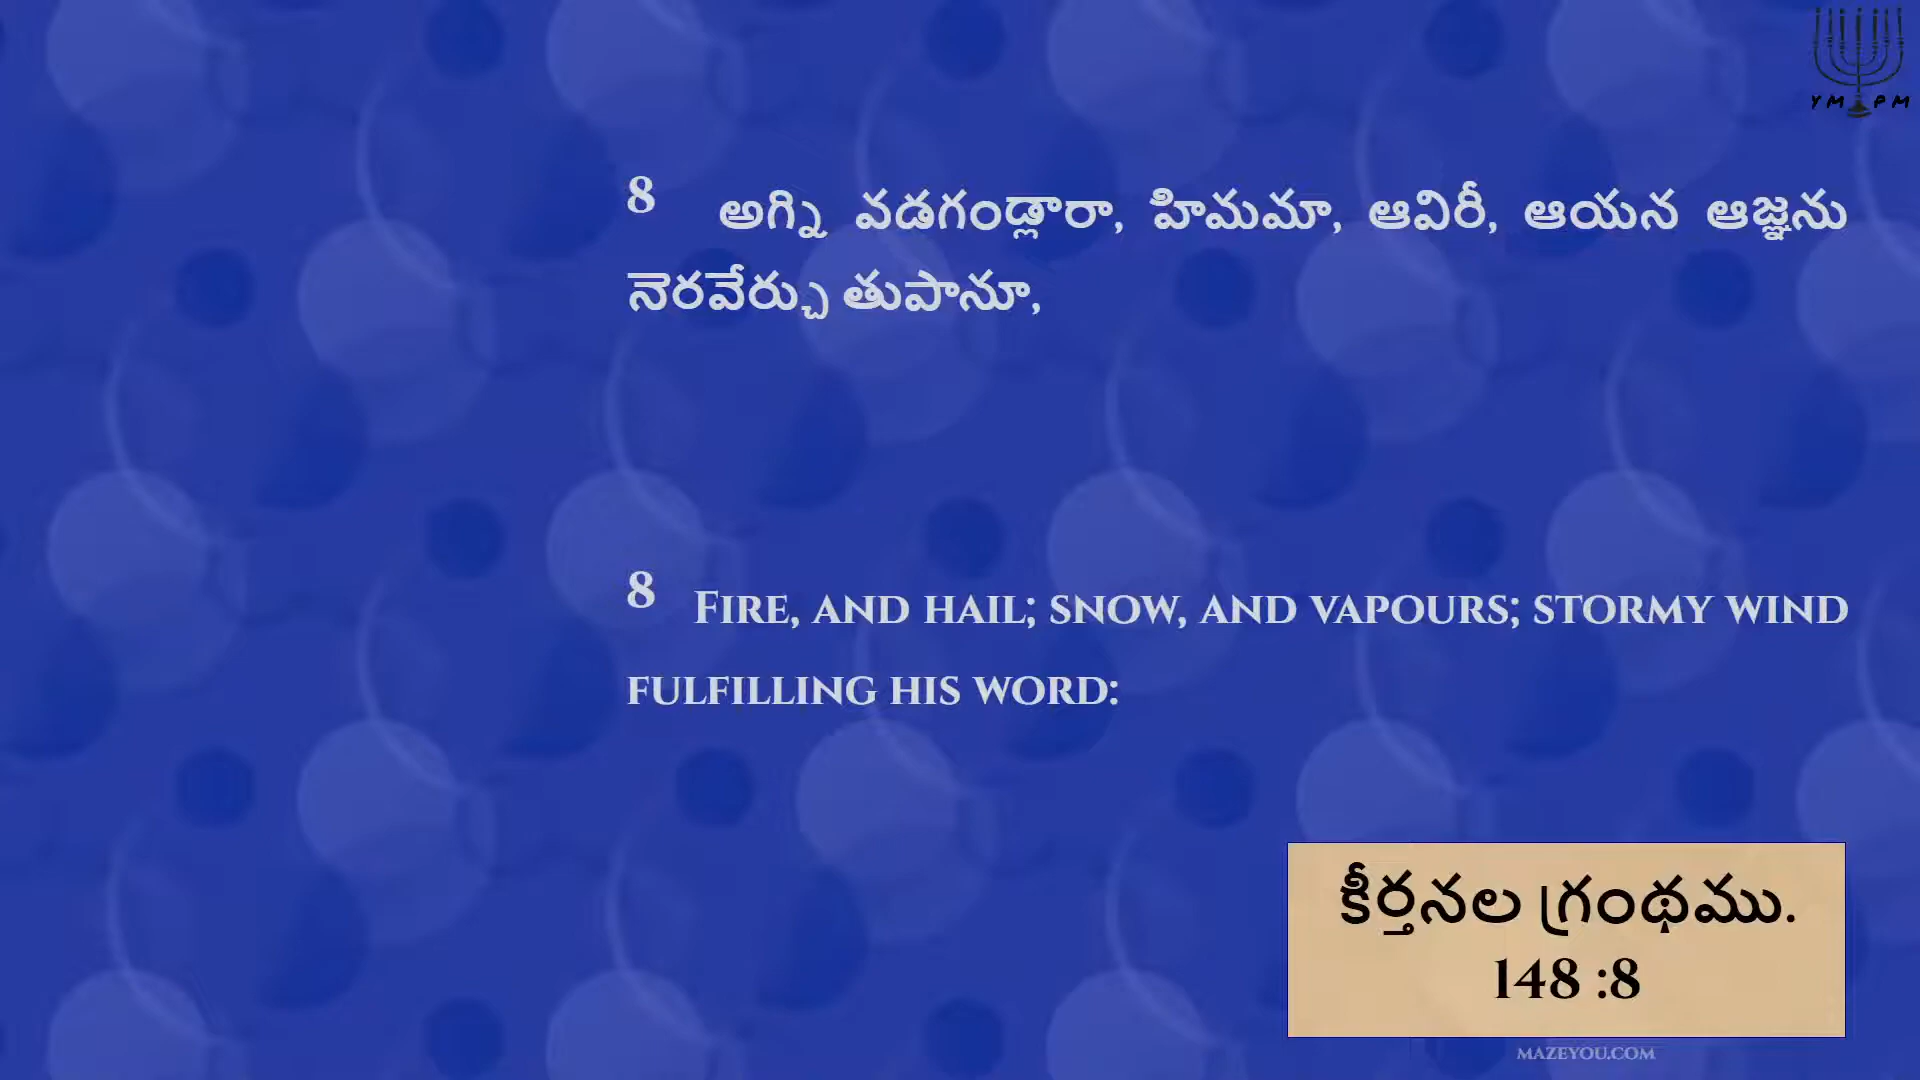 Y M P M
8 అగ్ని వడగండ్లారా, హిమమా, ఆవిరీ, ఆయన ఆజ్ఞను
నెరవేర్చు తుపానూ,
8 Fire, and hail; snow, and vapours; stormy wind
fulfilling his word:
కీర్తనల గ్రంథము.
148 :8
MAZEYOU.COM